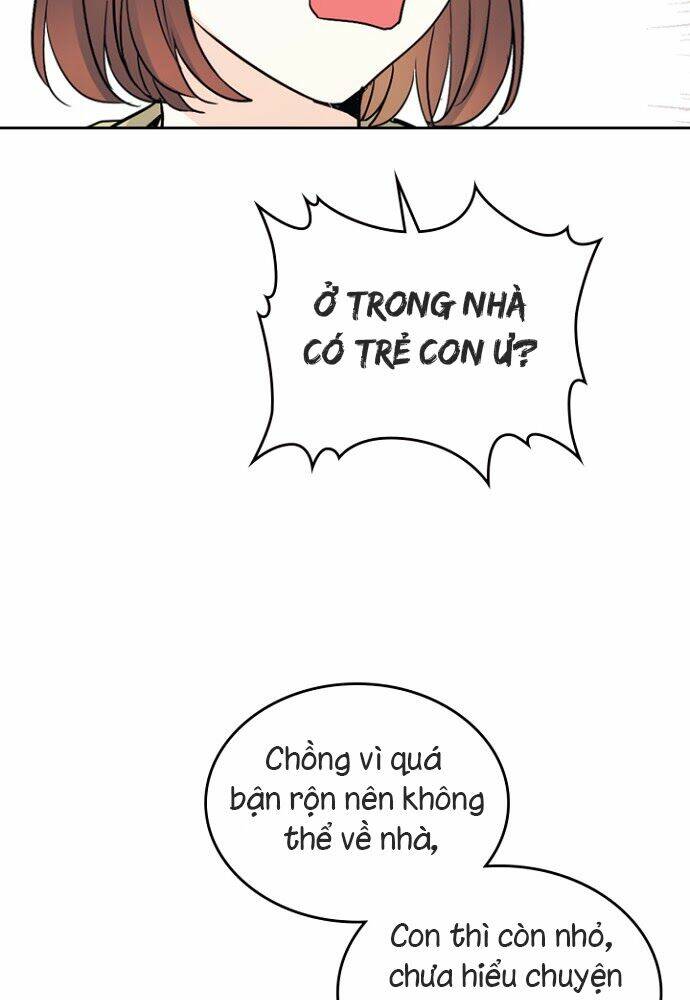 Ở TRONG NHÀ
CÓ TRẺ CON Ư?
Chồng vì quá
bận rộn nên không
thể về nhà,
Con thì còn nhỏ,
chưa hiểu chuyện